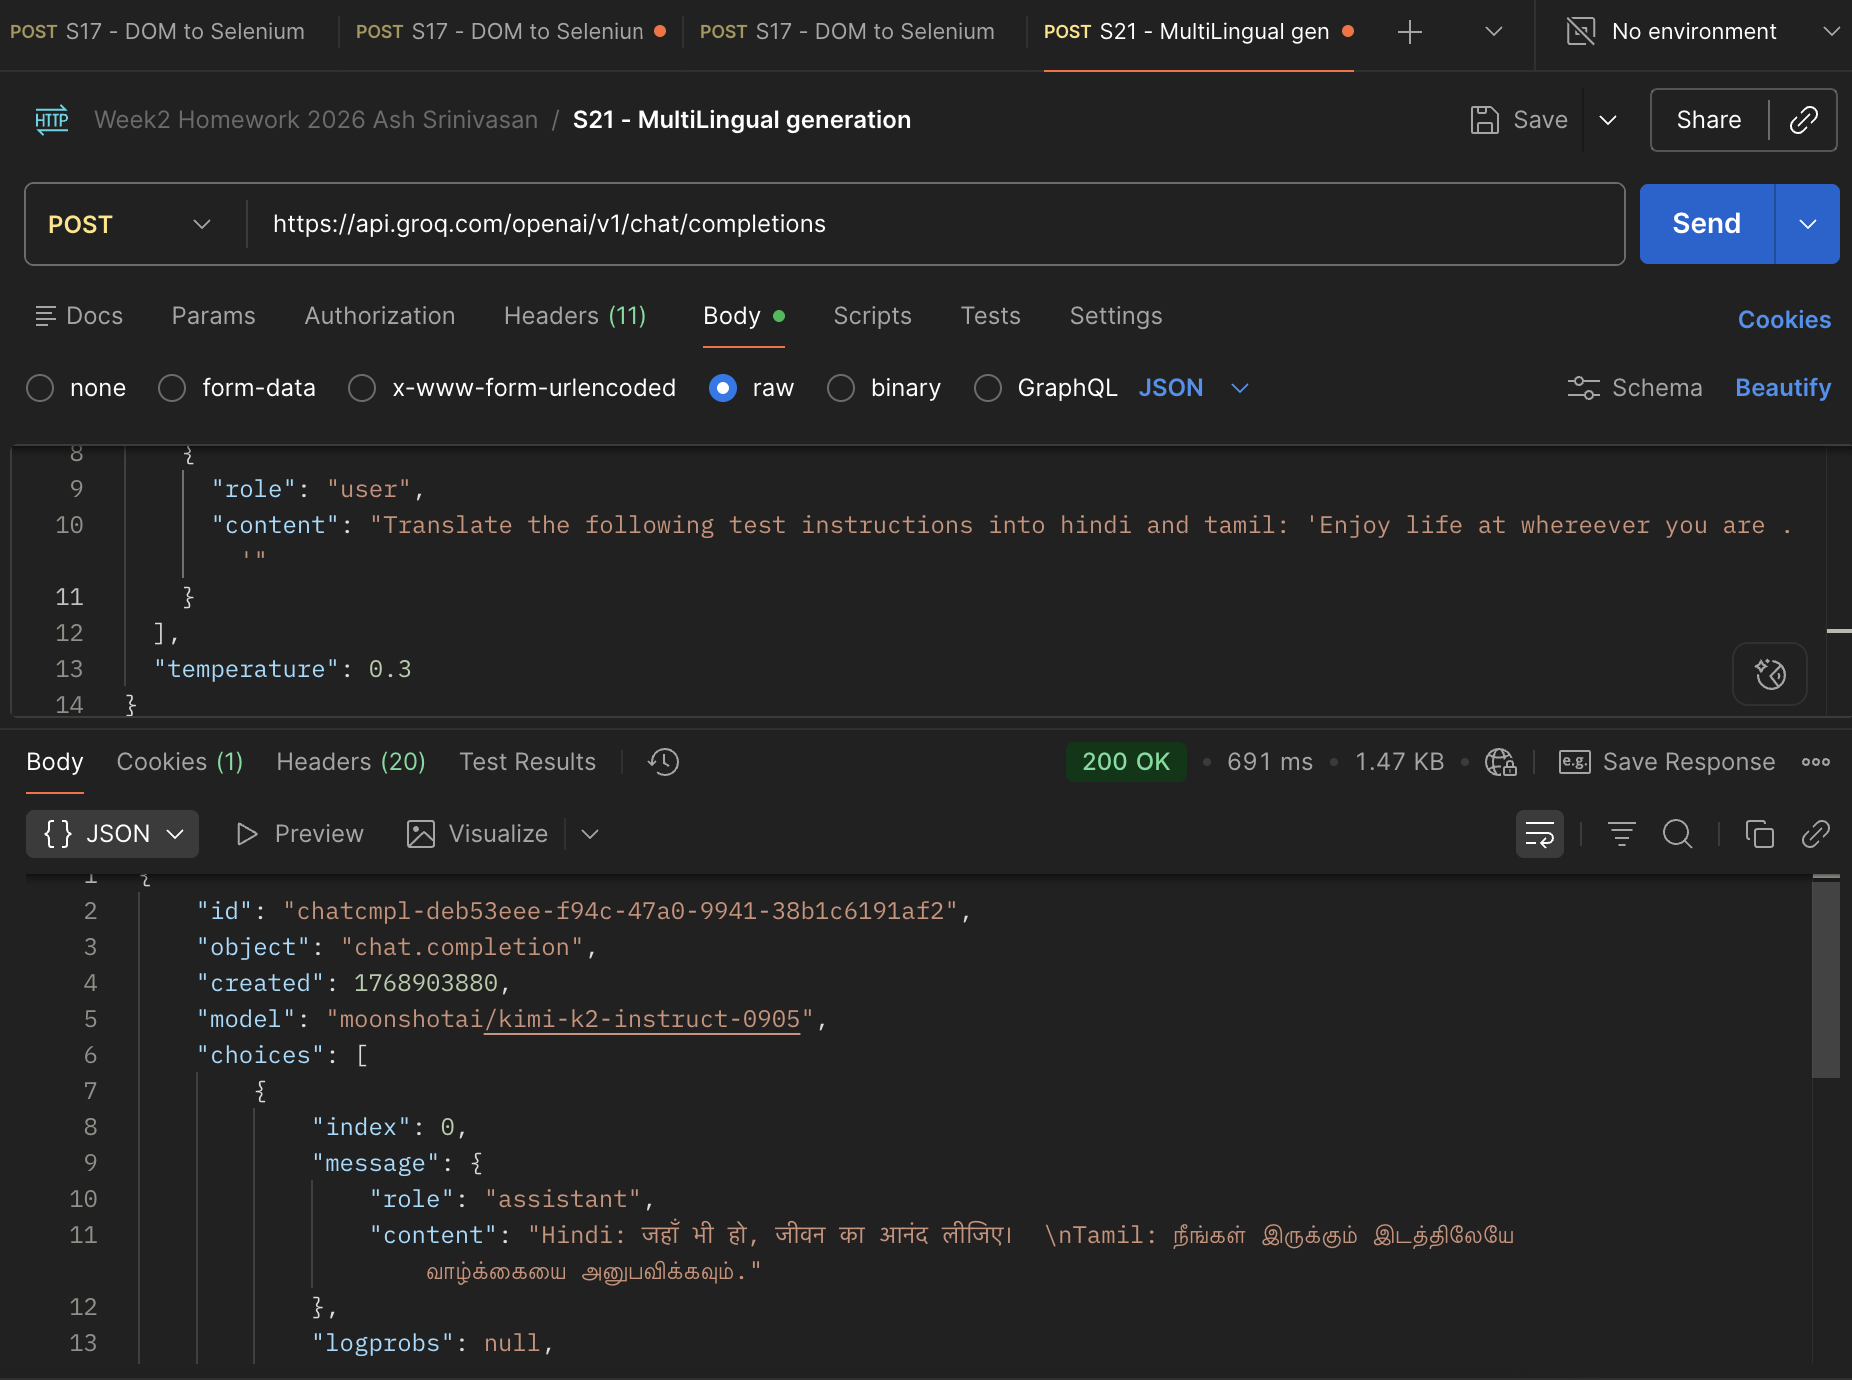 POST S17 - DOM to Selenium
POST S17 - DOM to Seleniun
POST S17 - DOM to Selenium
POST S21 - MultiLingual gen
No environment
HTTP Week2 Homework 2026 Ash Srinivasan / S21 - MultiLingual generation
Save
Share
POST https://api.groq.com/openai/v1/chat/completions
Send
Docs Params Authorization Headers (11) Body Scripts Tests Settings Cookies
none form-data x-www-form-urlencoded raw binary GraphQL JSON Schema Beautify
8 {
9 "role": "user",
10 "content": "Translate the following test instructions into hindi and tamil: 'Enjoy life at whereever you are .
'"
11 }
12 ],
13 "temperature": 0.3
14 }
Body Cookies (1) Headers (20) Test Results 200 OK • 691 ms • 1.47 KB • e.g. Save Response
{} JSON Preview Visualize
1 {
2 "id": "chatcmpl-deb53eee-f94c-47a0-9941-38b1c6191af2",
3 "object": "chat.completion",
4 "created": 1768903880,
5 "model": "moonshotai/kimi-k2-instruct-0905",
6 "choices": [
7 {
8 "index": 0,
9 "message": {
10 "role": "assistant",
11 "content": "Hindi: जहाँ भी हो, जीवन का आनंद लीजिए।  \nTamil: நீங்கள் இருக்கும் இடத்திலேயே
வாழ்க்கையை அனுபவிக்கவும்."
12 },
13 "logprobs": null,